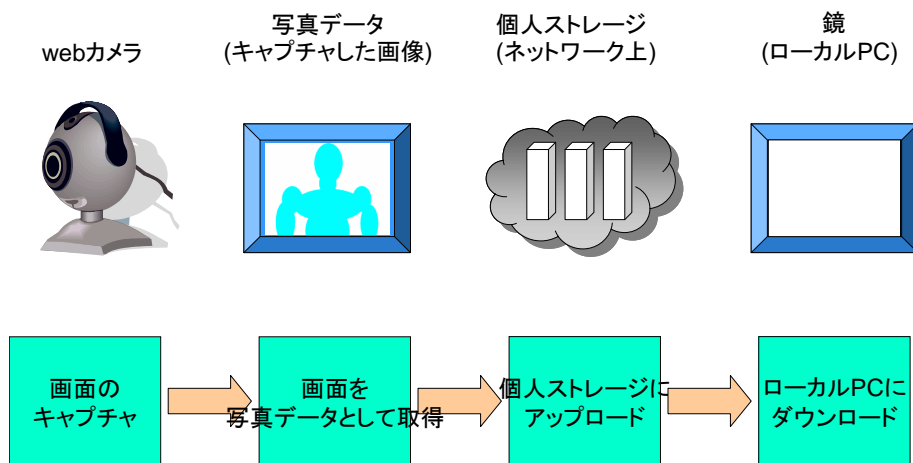 webカメラ
写真データ
(キャプチャした画像)
個人ストレージ
(ネットワーク上)
鏡
(ローカルPC)
画面の
キャプチャ
画面を
写真データとして取得
個人ストレージに
アップロード
ローカルPCに
ダウンロード